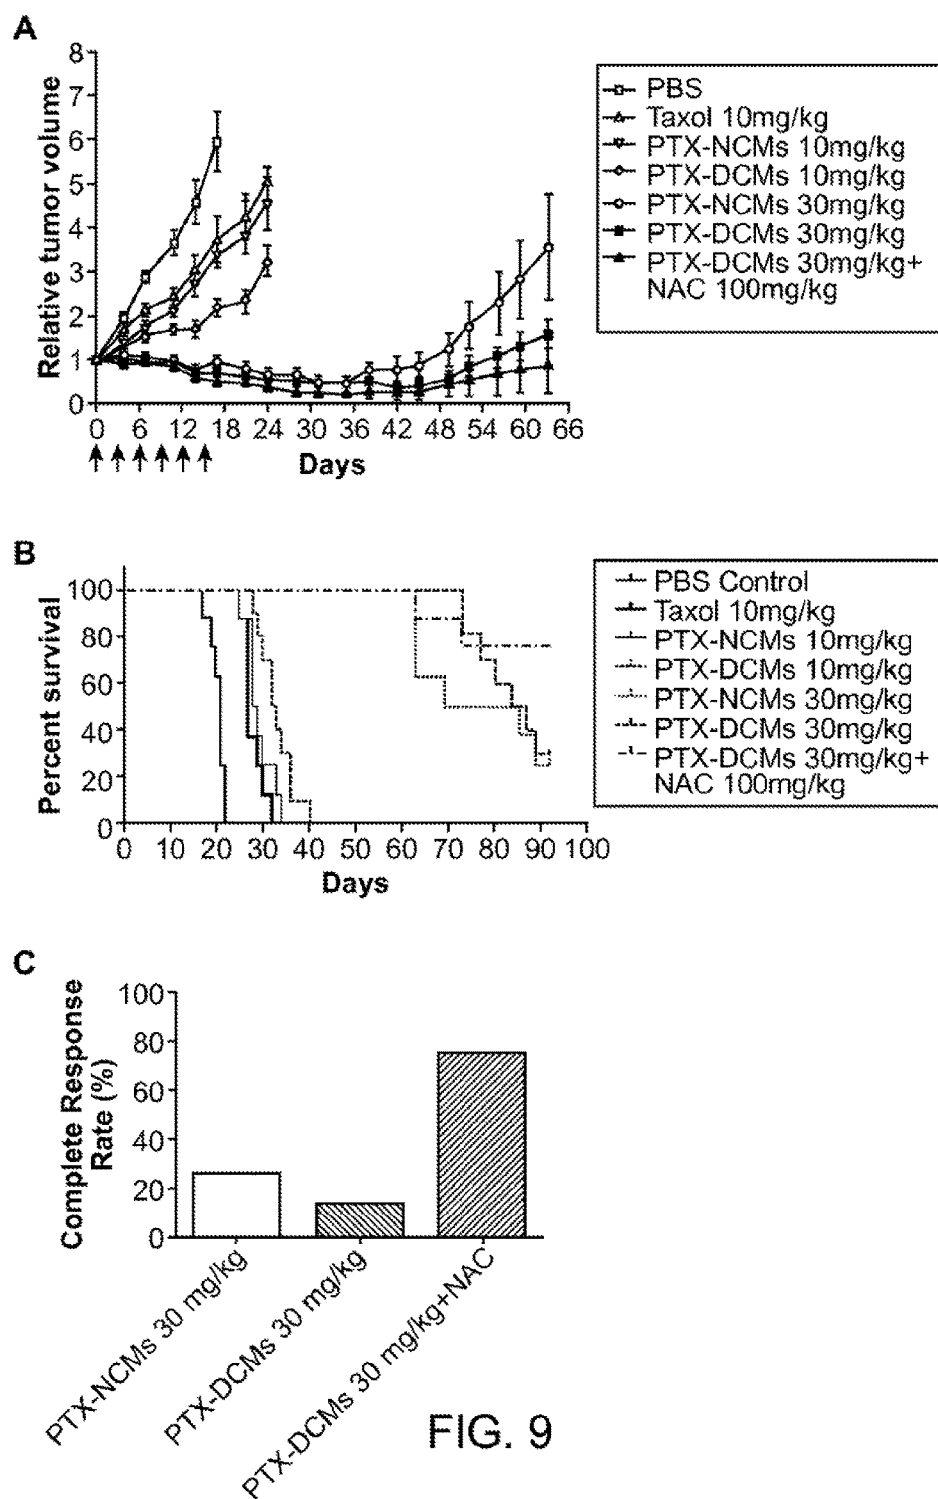 A
Relative tumor volume
8
7
6
5
4
3
2
1
0
0 6 12 18 24 30 36 42 48 54 60 66
Days
PBS
Taxol 10mg/kg
PTX-NCMs 10mg/kg
PTX-DCMs 10mg/kg
PTX-NCMs 30mg/kg
PTX-DCMs 30mg/kg
PTX-DCMs 30mg/kg+
NAC 100mg/kg
B
Percent survival
100
80
60
40
20
0
0 10 20 30 40 50 60 70 80 90 100
Days
PBS Control
Taxol 10mg/kg
PTX-NCMs 10mg/kg
PTX-DCMs 10mg/kg
PTX-NCMs 30mg/kg
PTX-DCMs 30mg/kg
PTX-DCMs 30mg/kg+
NAC 100mg/kg
C
Complete Response
Rate (%)
100
80
60
40
20
0
PTX-NCMs 30 mg/kg
PTX-DCMs 30 mg/kg
PTX-DCMs 30 mg/kg+NAC
FIG. 9